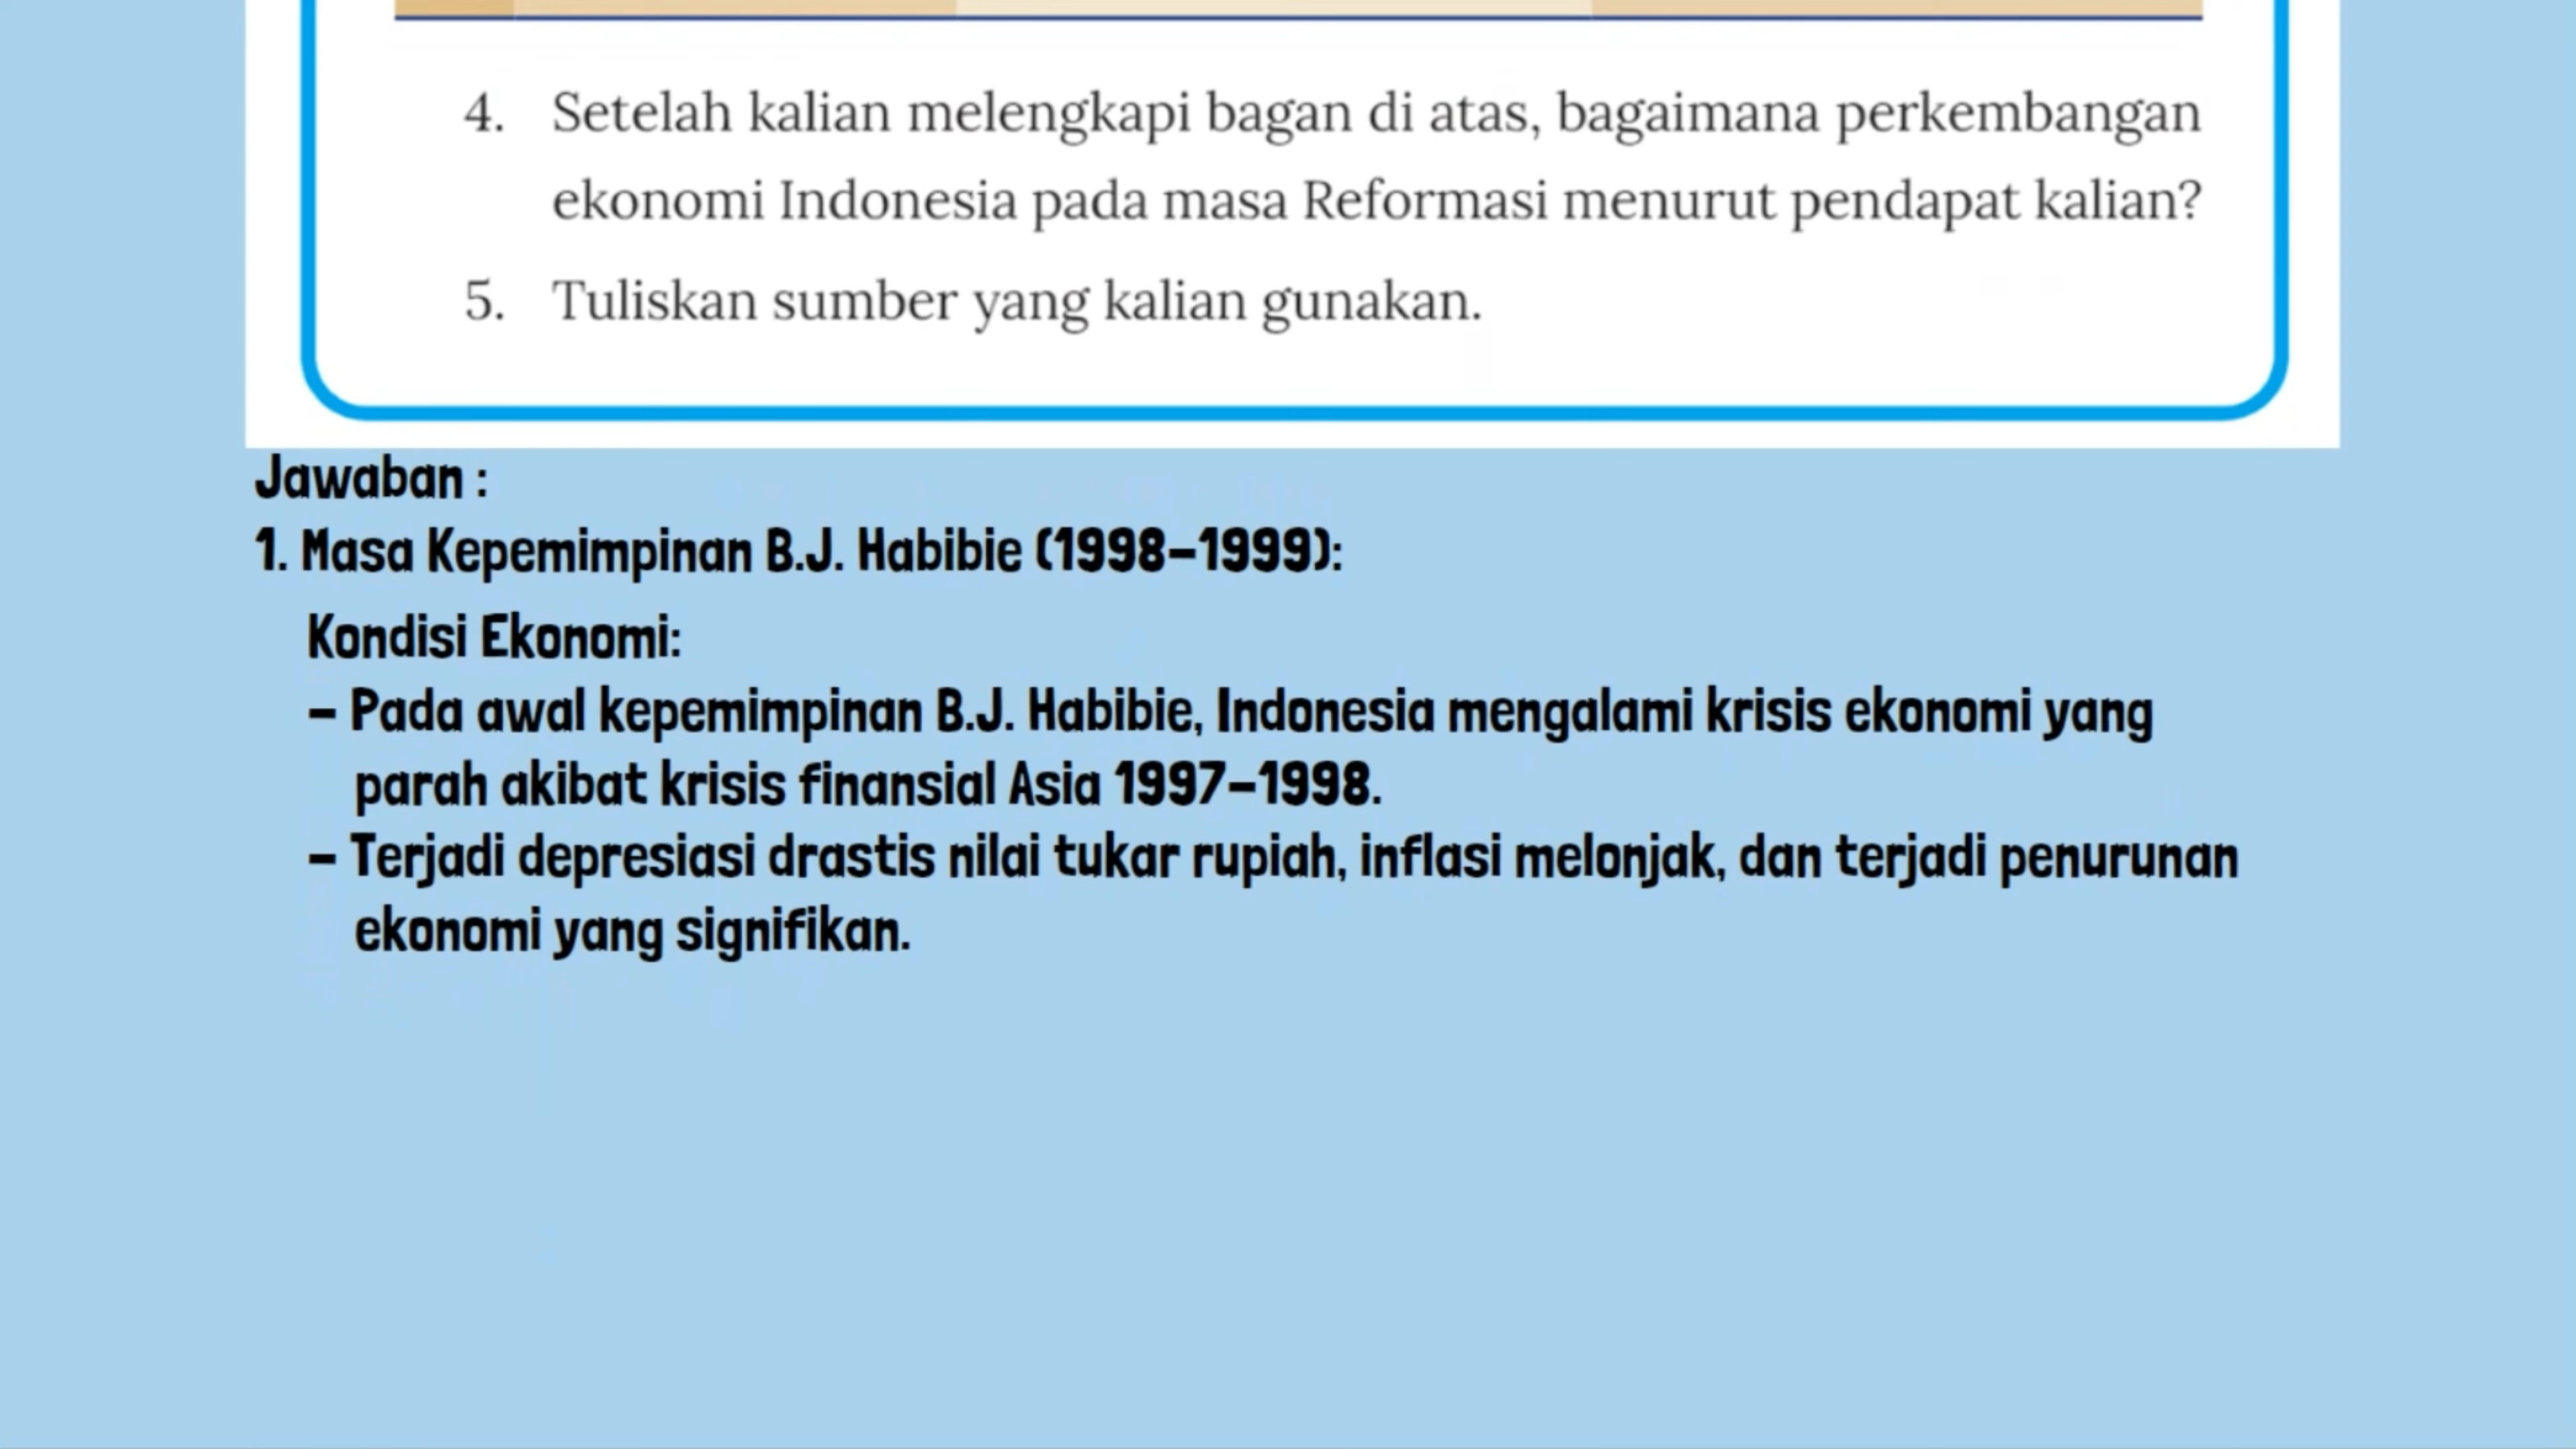 4. Setelah kalian melengkapi bagan di atas, bagaimana perkembangan
ekonomi Indonesia pada masa Reformasi menurut pendapat kalian?
5. Tuliskan sumber yang kalian gunakan.
Jawaban :
1. Masa Kepemimpinan B.J. Habibie (1998–1999):
Kondisi Ekonomi:
– Pada awal kepemimpinan B.J. Habibie, Indonesia mengalami krisis ekonomi yang
parah akibat krisis finansial Asia 1997–1998.
– Terjadi depresiasi drastis nilai tukar rupiah, inflasi melonjak, dan terjadi penurunan
ekonomi yang signifikan.